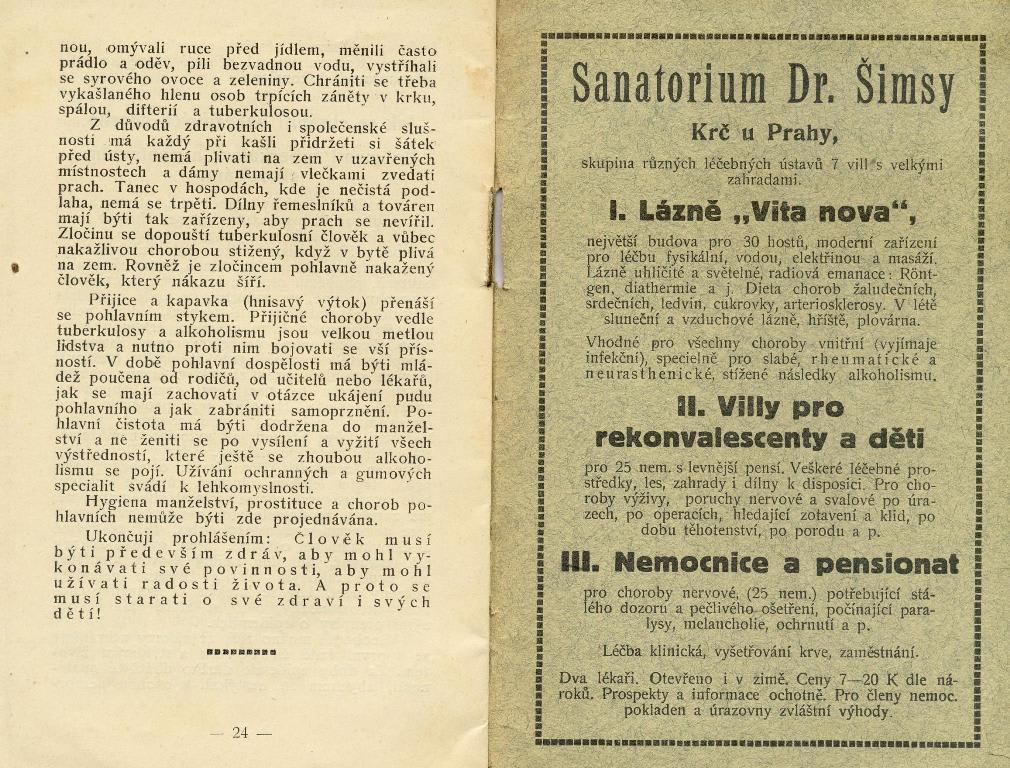 nou, omývali ruce před jídlem, měnili často
prádlo a oděv, pili bezvadnou vodu, vystříhali
se syrového ovoce a zeleniny. Chrániti se třeba
vykašlaného hlenu osob trpících záněty v krku,
spálou, difterií a tuberkulosou.
Z důvodů zdravotních i společenské sluš-
nosti má každý při kašli přidržeti si šátek
před ústy, nemá plivati na zem v uzavřených
místnostech a dámy nemají vlečkami zvedati
prach. Tanec v hospodách, kde je nečistá pod-
laha, nemá se trpěti. Dílny řemeslníků a továren
mají býti tak zařízeny, aby prach se nevířil.
Zločinu se dopouští tuberkulosní člověk a vůbec
nakažlivou chorobou stižený, když v bytě plivá
na zem. Rovněž je zločincem pohlavně nakažený
člověk, který nákazu šíří.
Přijice a kapavka (hnisavý výtok) přenáší
se pohlavním stykem. Přijičné choroby vedle
tuberkulosy a alkoholismu jsou velkou metlou
lidstva a nutno proti nim bojovati se vší přís-
ností. V době pohlavní dospělosti má býti mlá-
dež poučena od rodičů, od učitelů nebo lékařů,
jak se mají zachovati v otázce ukájení pudu
pohlavního a jak zabrániti samoprznění. Po-
hlavní čistota má býti dodržena do manžel-
ství a ne ženiti se po vysílení a vyžití všech
výstředností, které ještě se zhoubou alkoho-
lismu se pojí. Užívání ochranných a gumových
specialit svádí k lehkomyslnosti.
Hygiena manželství, prostituce a chorob po-
hlavních nemůže býti zde projednávána.
Ukončuji prohlášením: Člověk musí
býti především zdráv, aby mohl vy-
konávati své povinnosti, aby mohl
užívati radosti života. A proto se
musí starati o své zdraví i svých
dětí!
— 24 —
Sanatorium Dr. Šimsy
Krč u Prahy,
skupina různých léčebných ústavů 7 vill s velkými
zahradami.
I. Lázně „Vita nova“,
největší budova pro 30 hostů, moderní zařízení
pro léčbu fysikální, vodou, elektřinou a masáží.
Lázně uhličité a světelné, radiová emanace: Rönt-
gen, diathermie a j. Dieta chorob žaludečních,
srdečních, ledvin, cukrovky, arteriosklerosy. V létě
sluneční a vzduchové lázně, hřiště, plovárna.
Vhodné pro všechny choroby vnitřní (vyjímaje
infekční), specielně pro slabé, rheumatické a
neurasthenické, stížené následky alkoholismu.
II. Villy pro
rekonvalescenty a děti
pro 25 nem. s levnější pensí. Veškeré léčebné pro-
středky, les, zahrady i dílny k disposici. Pro cho-
roby výživy, poruchy nervové a svalové po úra-
zech, po operacích, hledající zotavení a klid, po
dobu těhotenství, po porodu a p.
III. Nemocnice a pensionat
pro choroby nervové, (25 nem.) potřebující stá-
lého dozoru a pečlivého ošetření, počínající para-
lysy, melancholie, ochrnutí a p.
Léčba klinická, vyšetřování krve, zaměstnání.
Dva lékaři. Otevřeno i v zimě. Ceny 7—20 K dle ná-
roků. Prospekty a informace ochotně. Pro členy nemoc.
pokladen a úrazovny zvláštní výhody.